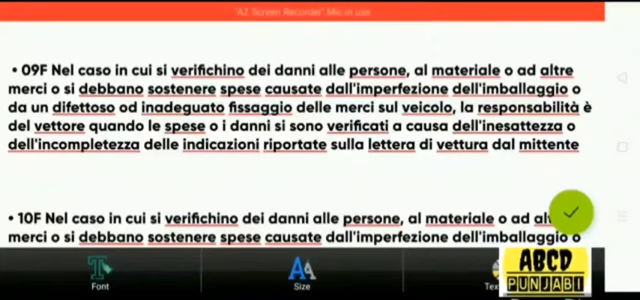 "AZ Screen Recorder" Mic in use
• 09F Nel caso in cui si verifichino dei danni alle persone, al materiale o ad altre
merci o si debbano sostenere spese causate dall'imperfezione dell'imballaggio o
da un difettoso od inadeguato fissaggio delle merci sul veicolo, la responsabilità è
del vettore quando le spese o i danni si sono verificati a causa dell'inesattezza o
dell'incompletezza delle indicazioni riportate sulla lettera di vettura dal mittente
• 10F Nel caso in cui si verifichino dei danni alle persone, al materiale o ad
merci o si debbano sostenere spese causate dall'imperfezione dell'imballaggio o
Font
Size
ABCD
PUNJABI